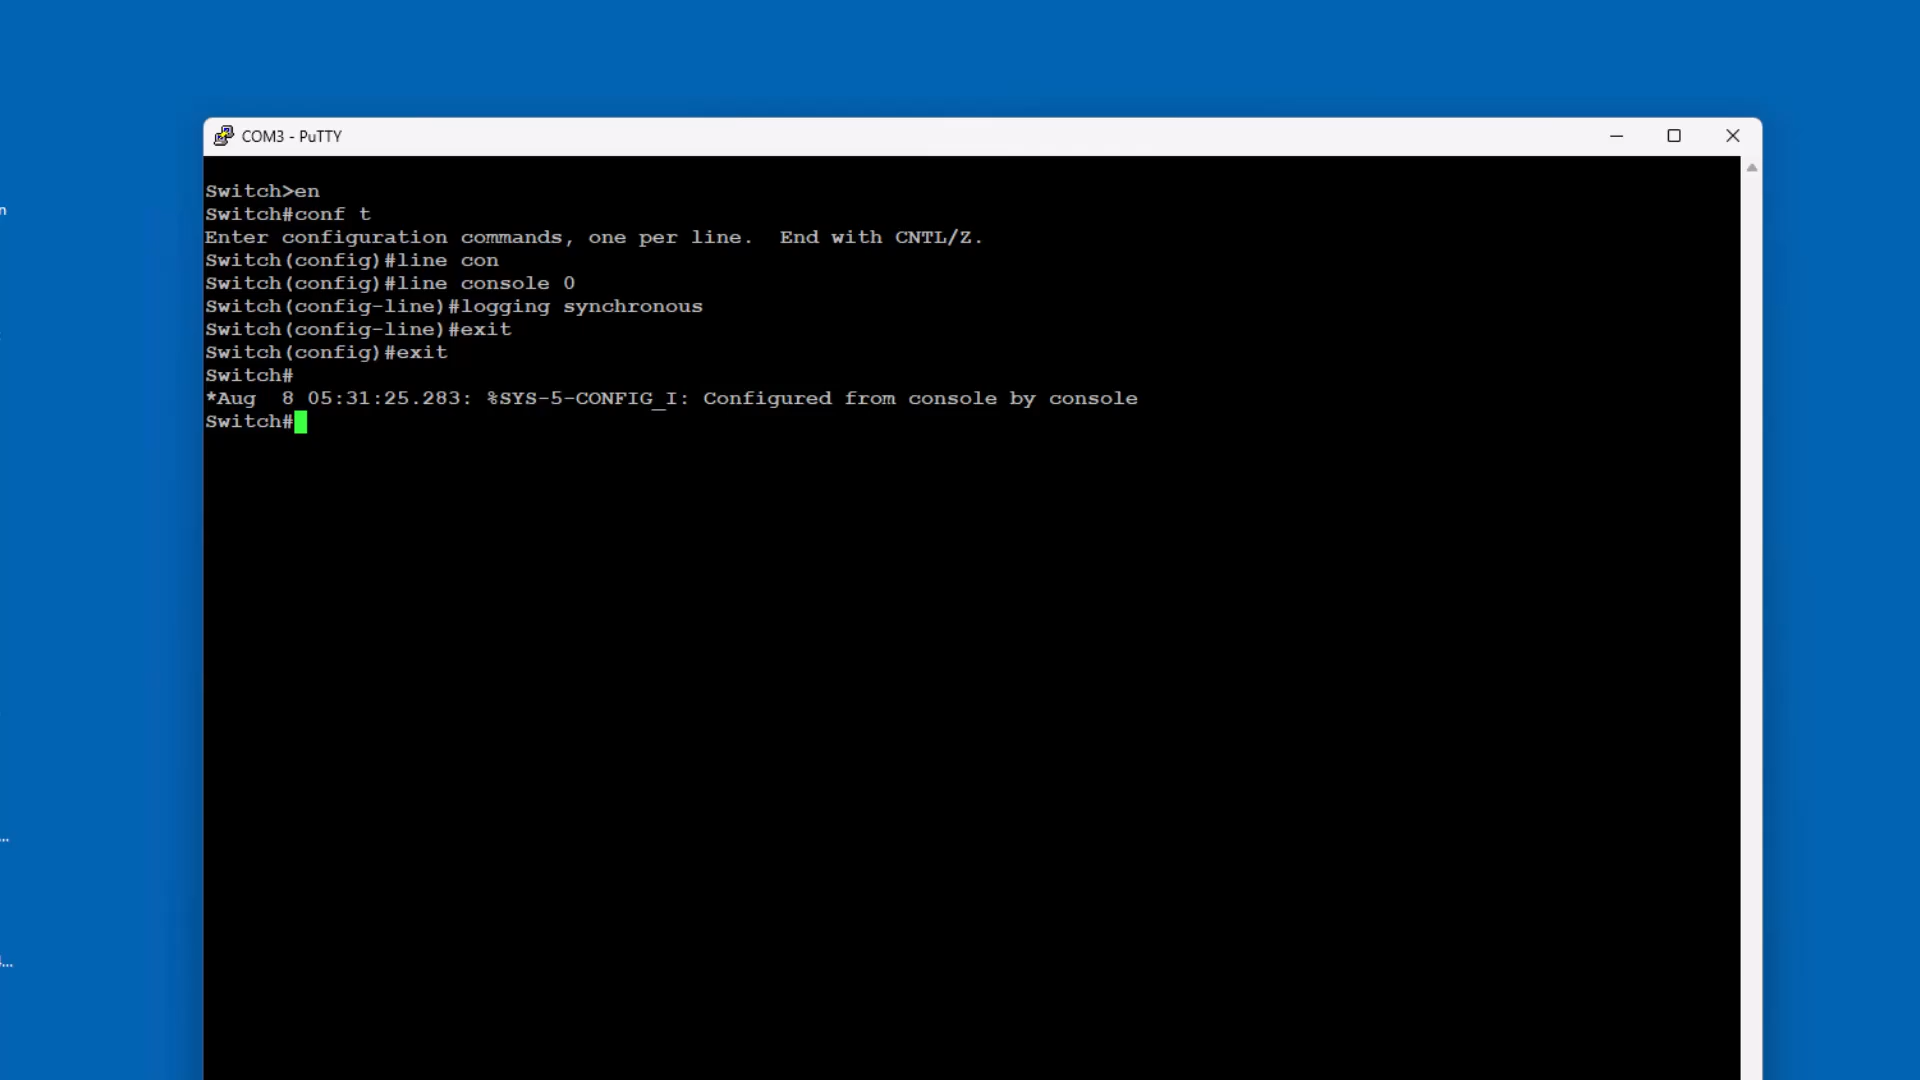 COM3 - PuTTY
Switch>en
Switch#conf t
Enter configuration commands, one per line.  End with CNTL/Z.
Switch(config)#line con
Switch(config)#line console 0
Switch(config-line)#logging synchronous
Switch(config-line)#exit
Switch(config)#exit
Switch#
*Aug  8 05:31:25.283: %SYS-5-CONFIG_I: Configured from console by console
Switch#